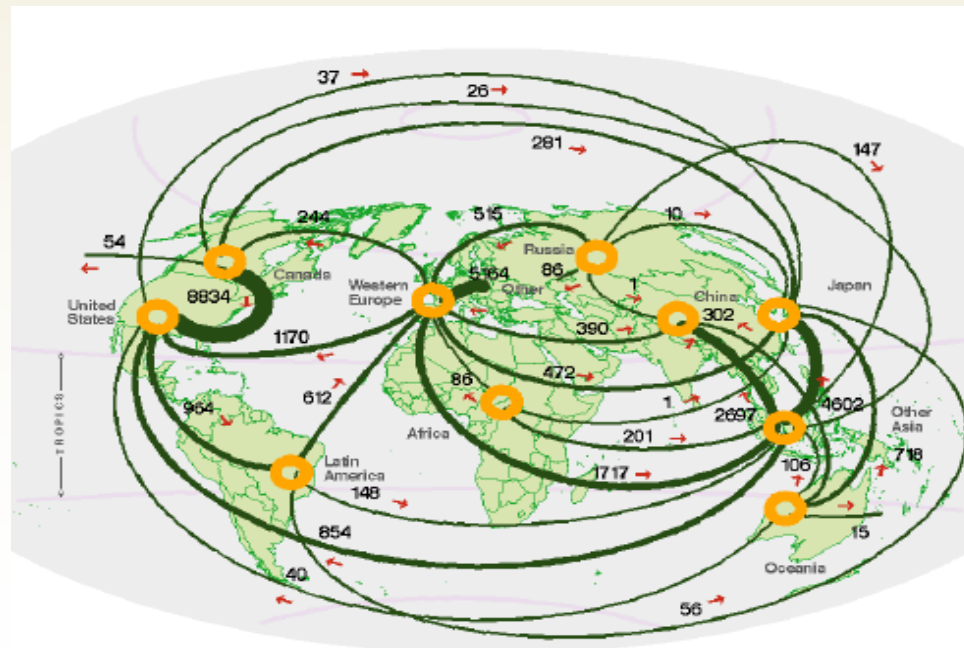 37
26
281
147
244
515
10
54
Russia
86
5164
Canada
Western
Europe
Other
1
China
Japan
8834
United
States
302
1170
390
472
TROPICS
612
86
1
954
2697
4602
Other
Asia
Africa
201
718
Latin
America
1717
106
148
854
15
Oceania
40
56